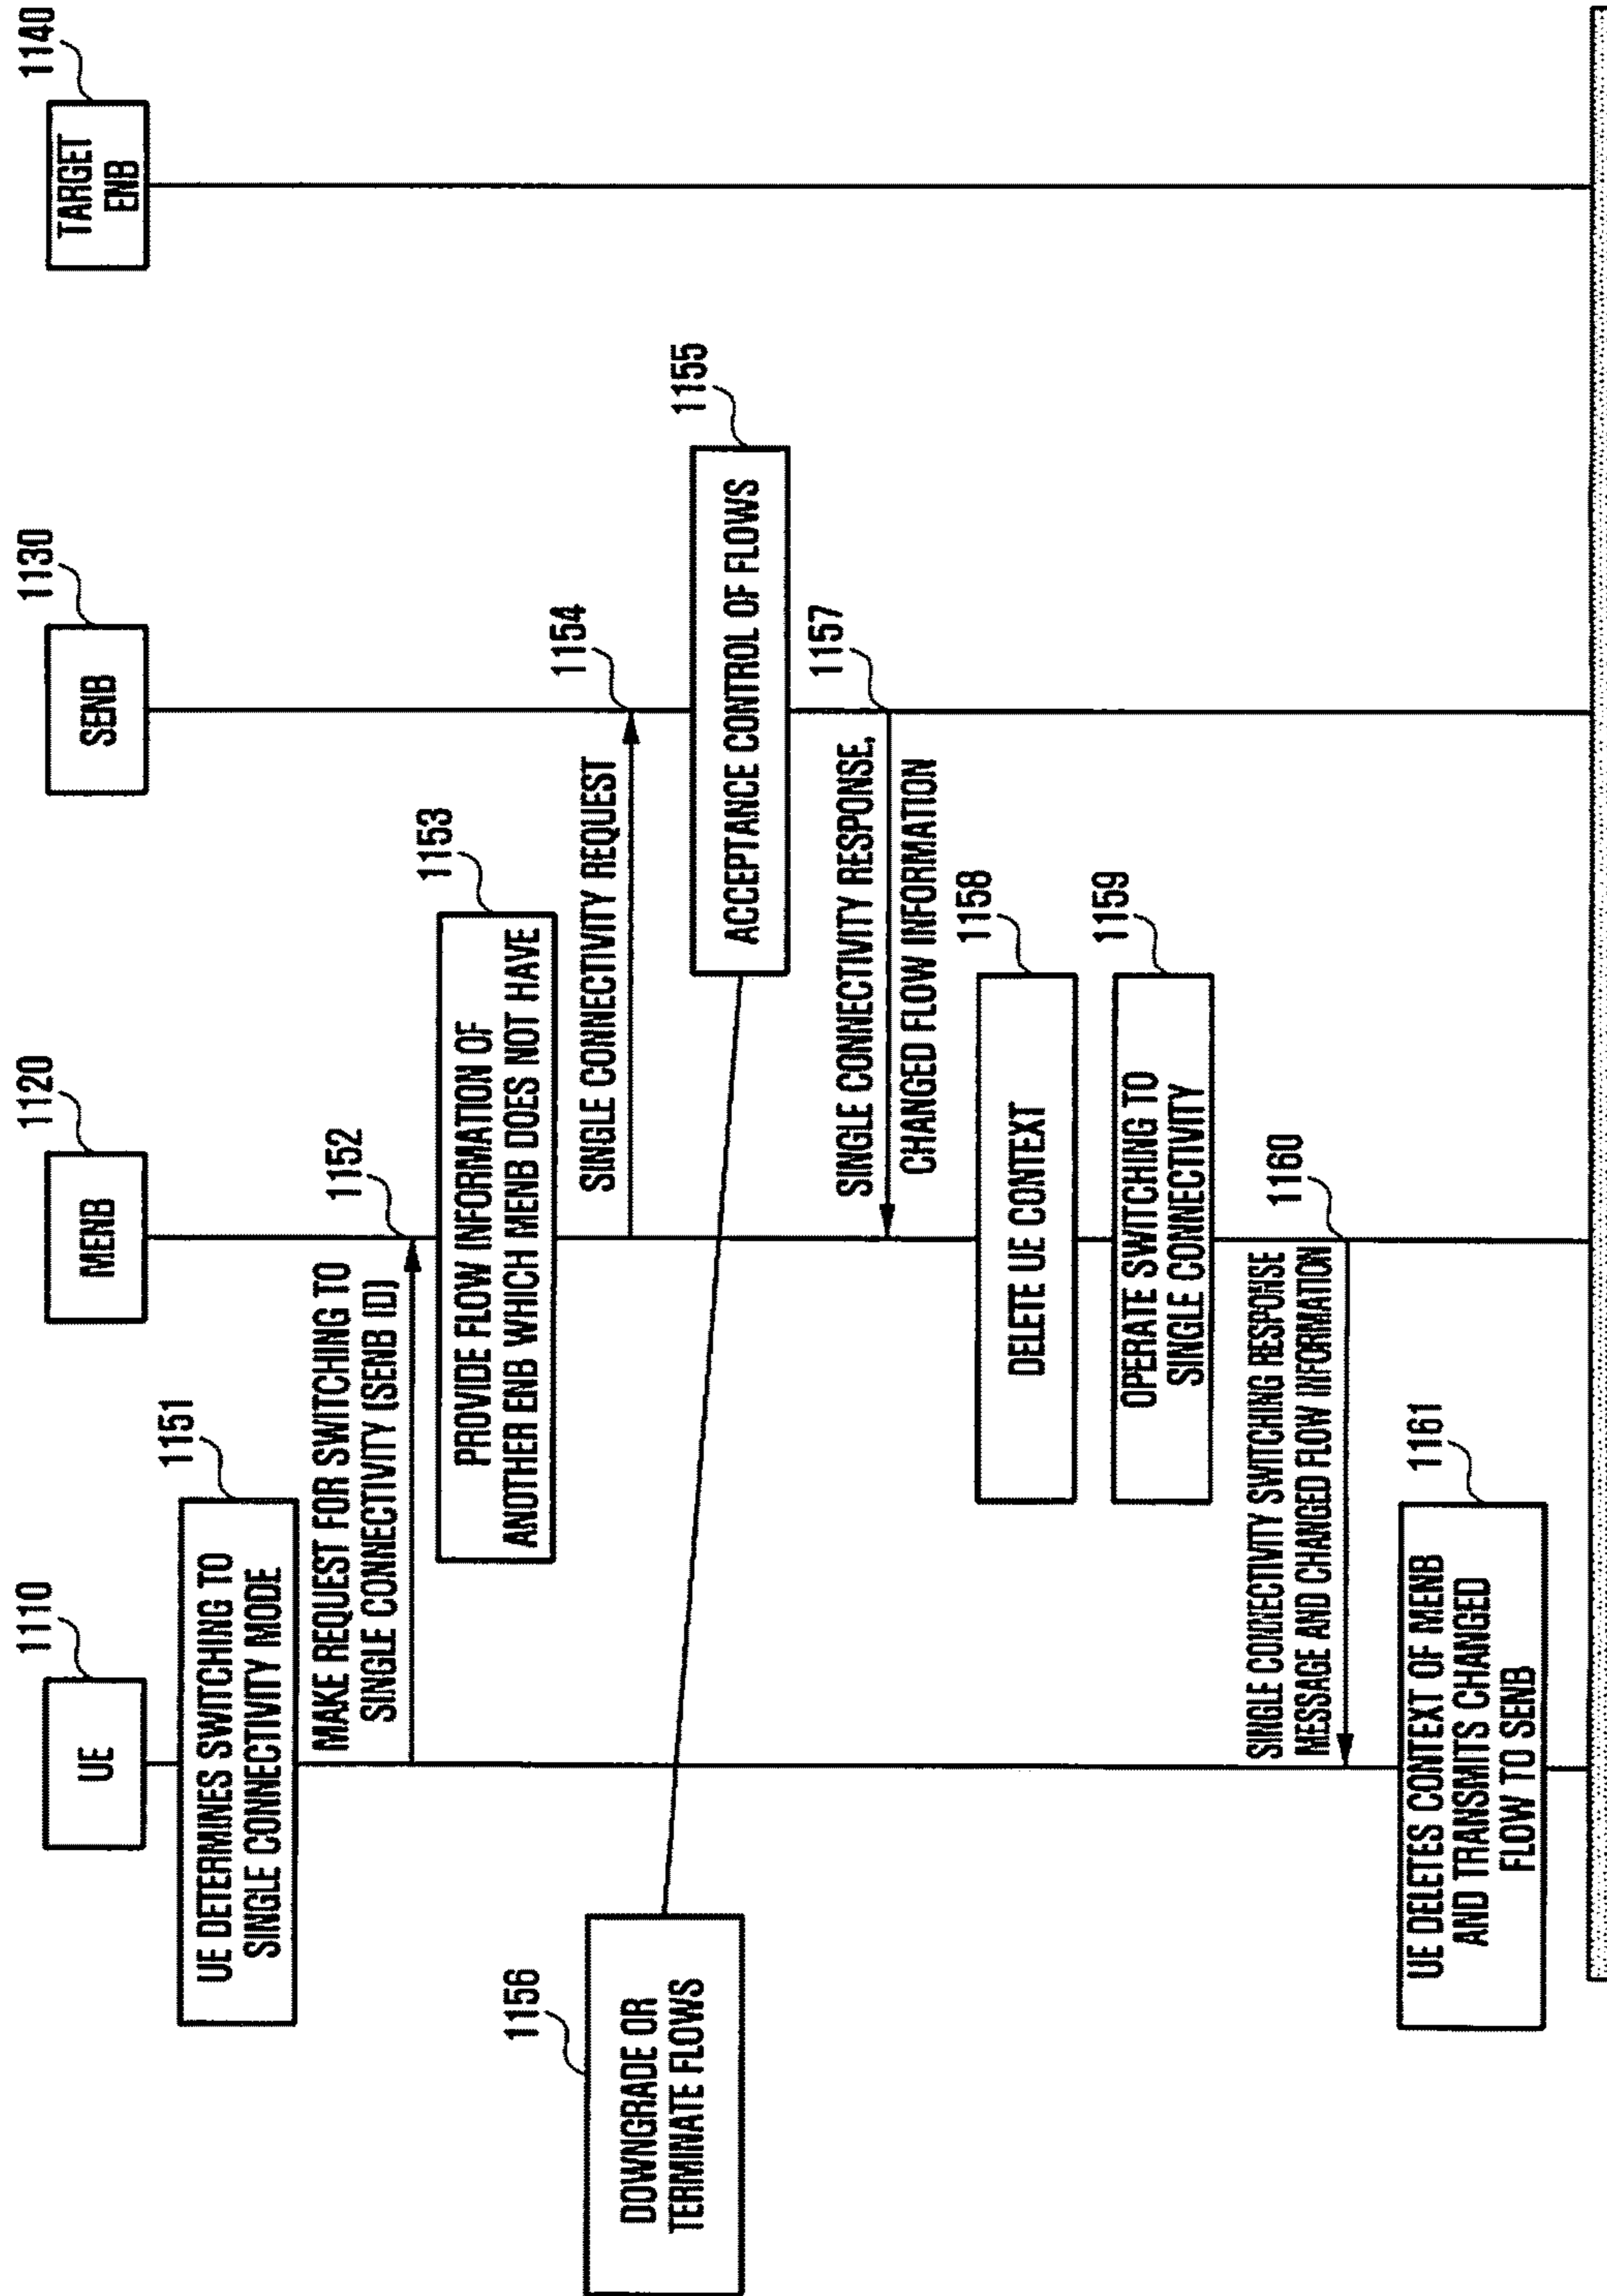 1110
UE
1120
MENB
1130
SENB
1140
TARGET
ENB
1151
UE DETERMINES SWITCHING TO
SINGLE CONNECTIVITY MODE
1152
MAKE REQUEST FOR SWITCHING TO
SINGLE CONNECTIVITY (SENB ID)
1153
PROVIDE FLOW INFORMATION OF
ANOTHER ENB WHICH MENB DOES NOT HAVE
1154
SINGLE CONNECTIVITY REQUEST
1155
ACCEPTANCE CONTROL OF FLOWS
1156
DOWNGRADE OR
TERMINATE FLOWS
1157
SINGLE CONNECTIVITY RESPONSE,
CHANGED FLOW INFORMATION
1158
DELETE UE CONTEXT
1159
OPERATE SWITCHING TO
SINGLE CONNECTIVITY
1160
SINGLE CONNECTIVITY SWITCHING RESPONSE
MESSAGE AND CHANGED FLOW INFORMATION
1161
UE DELETES CONTEXT OF MENB
AND TRANSMITS CHANGED
FLOW TO SENB